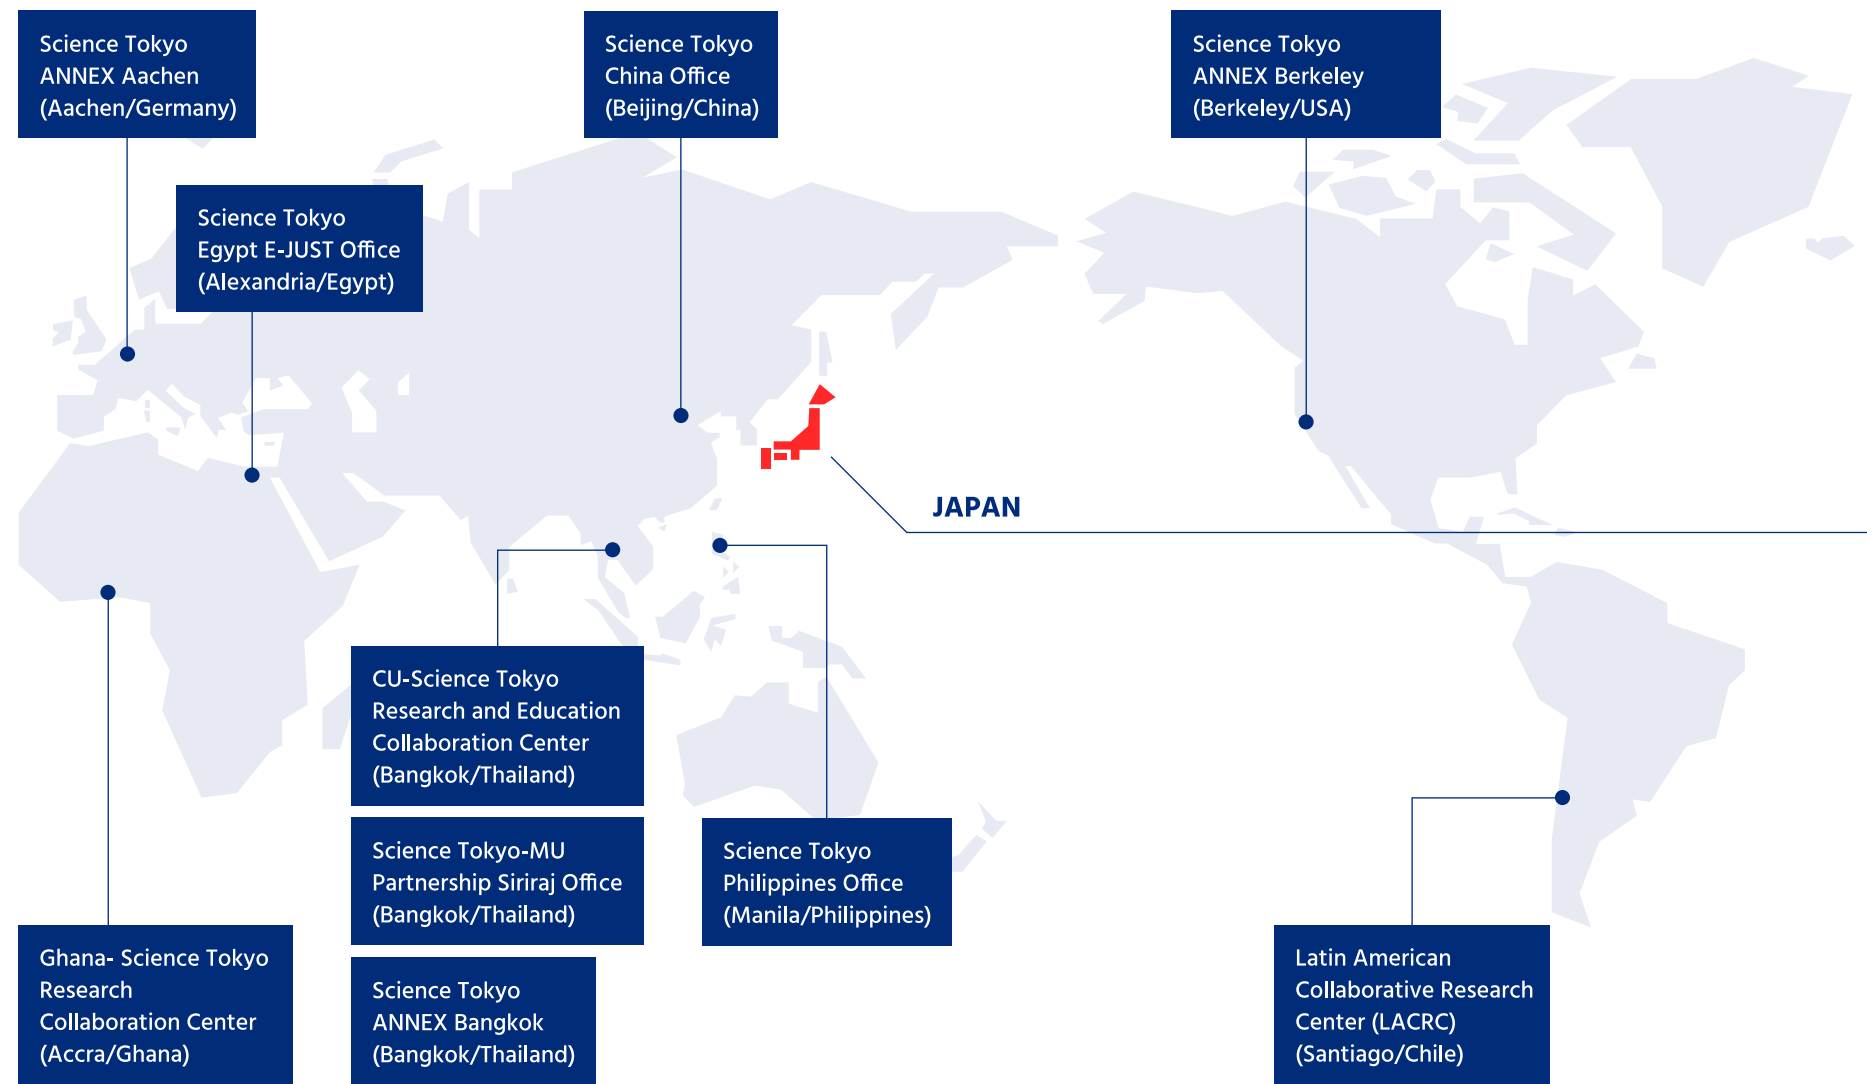 Science Tokyo
ANNEX Aachen
(Aachen/Germany)
Science Tokyo
China Office
(Beijing/China)
Science Tokyo
ANNEX Berkeley
(Berkeley/USA)
Science Tokyo
Egypt E-JUST Office
(Alexandria/Egypt)
JAPAN
CU-Science Tokyo
Research and Education
Collaboration Center
(Bangkok/Thailand)
Science Tokyo-MU
Partnership Siriraj Office
(Bangkok/Thailand)
Science Tokyo
ANNEX Bangkok
(Bangkok/Thailand)
Science Tokyo
Philippines Office
(Manila/Philippines)
Ghana- Science Tokyo
Research
Collaboration Center
(Accra/Ghana)
Latin American
Collaborative Research
Center (LACRC)
(Santiago/Chile)